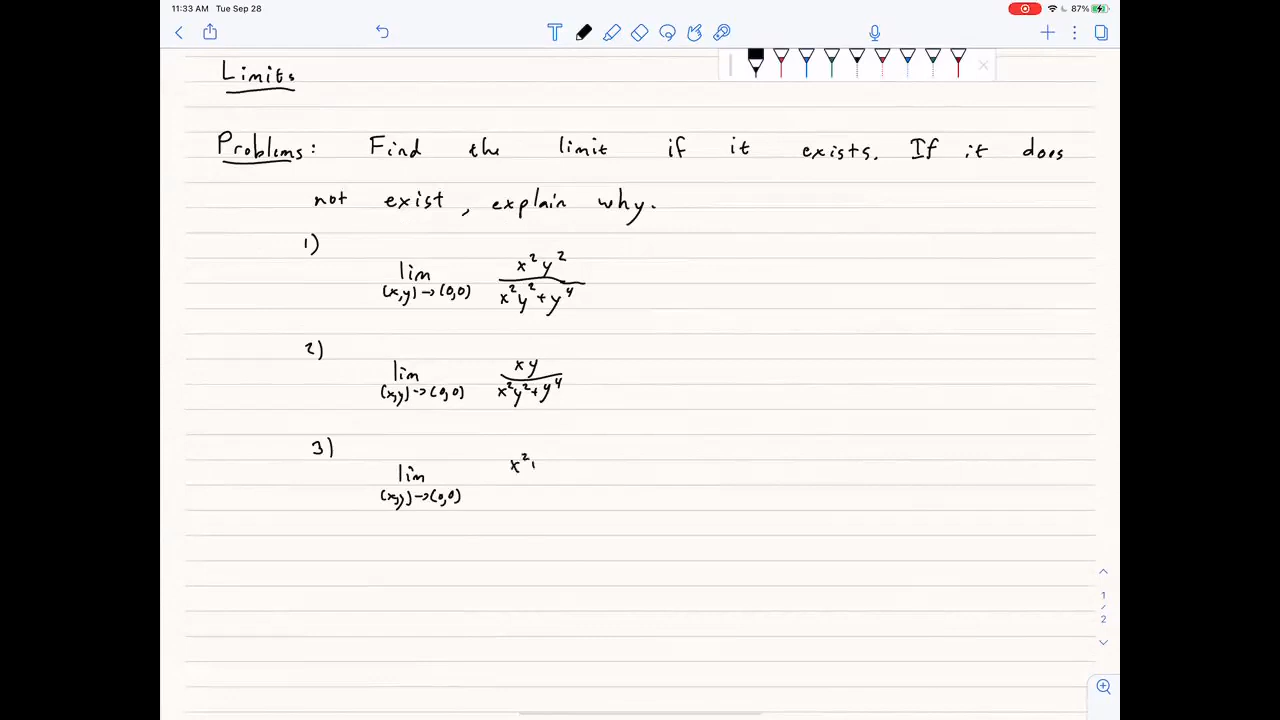 11:33 AM Tue Sep 28
87%
Limits
Problems: Find the limit if it exists. If it does
not exist, explain why.
1)
lim (x,y)→(0,0) x²y² / x²y²+y⁴
2)
lim (x,y)→(0,0) xy / x²y²+y⁴
3)
lim (x,y)→(0,0) x²
1
/
2